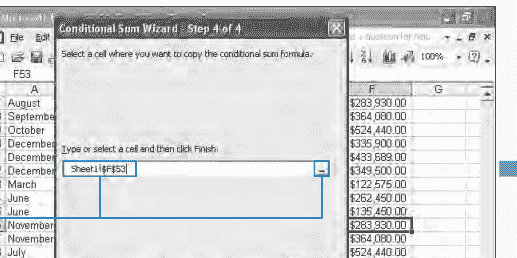 Conditional Sum Wizard - Step 4 of 4
File Edit
Select a cell where you want to copy the conditional sum formula.
100%
F53
A F G
August $283,930.00
Septembe $364,080.00
October $524,440.00
December $335,900.00
December $433,689.00
December $349,500.00
March $122,575.00
June $262,450.00
June $135,450.00
November $283,930.00
November $364,080.00
July $524,440.00
Type or select a cell and then click Finish.
Sheet1!$F$53